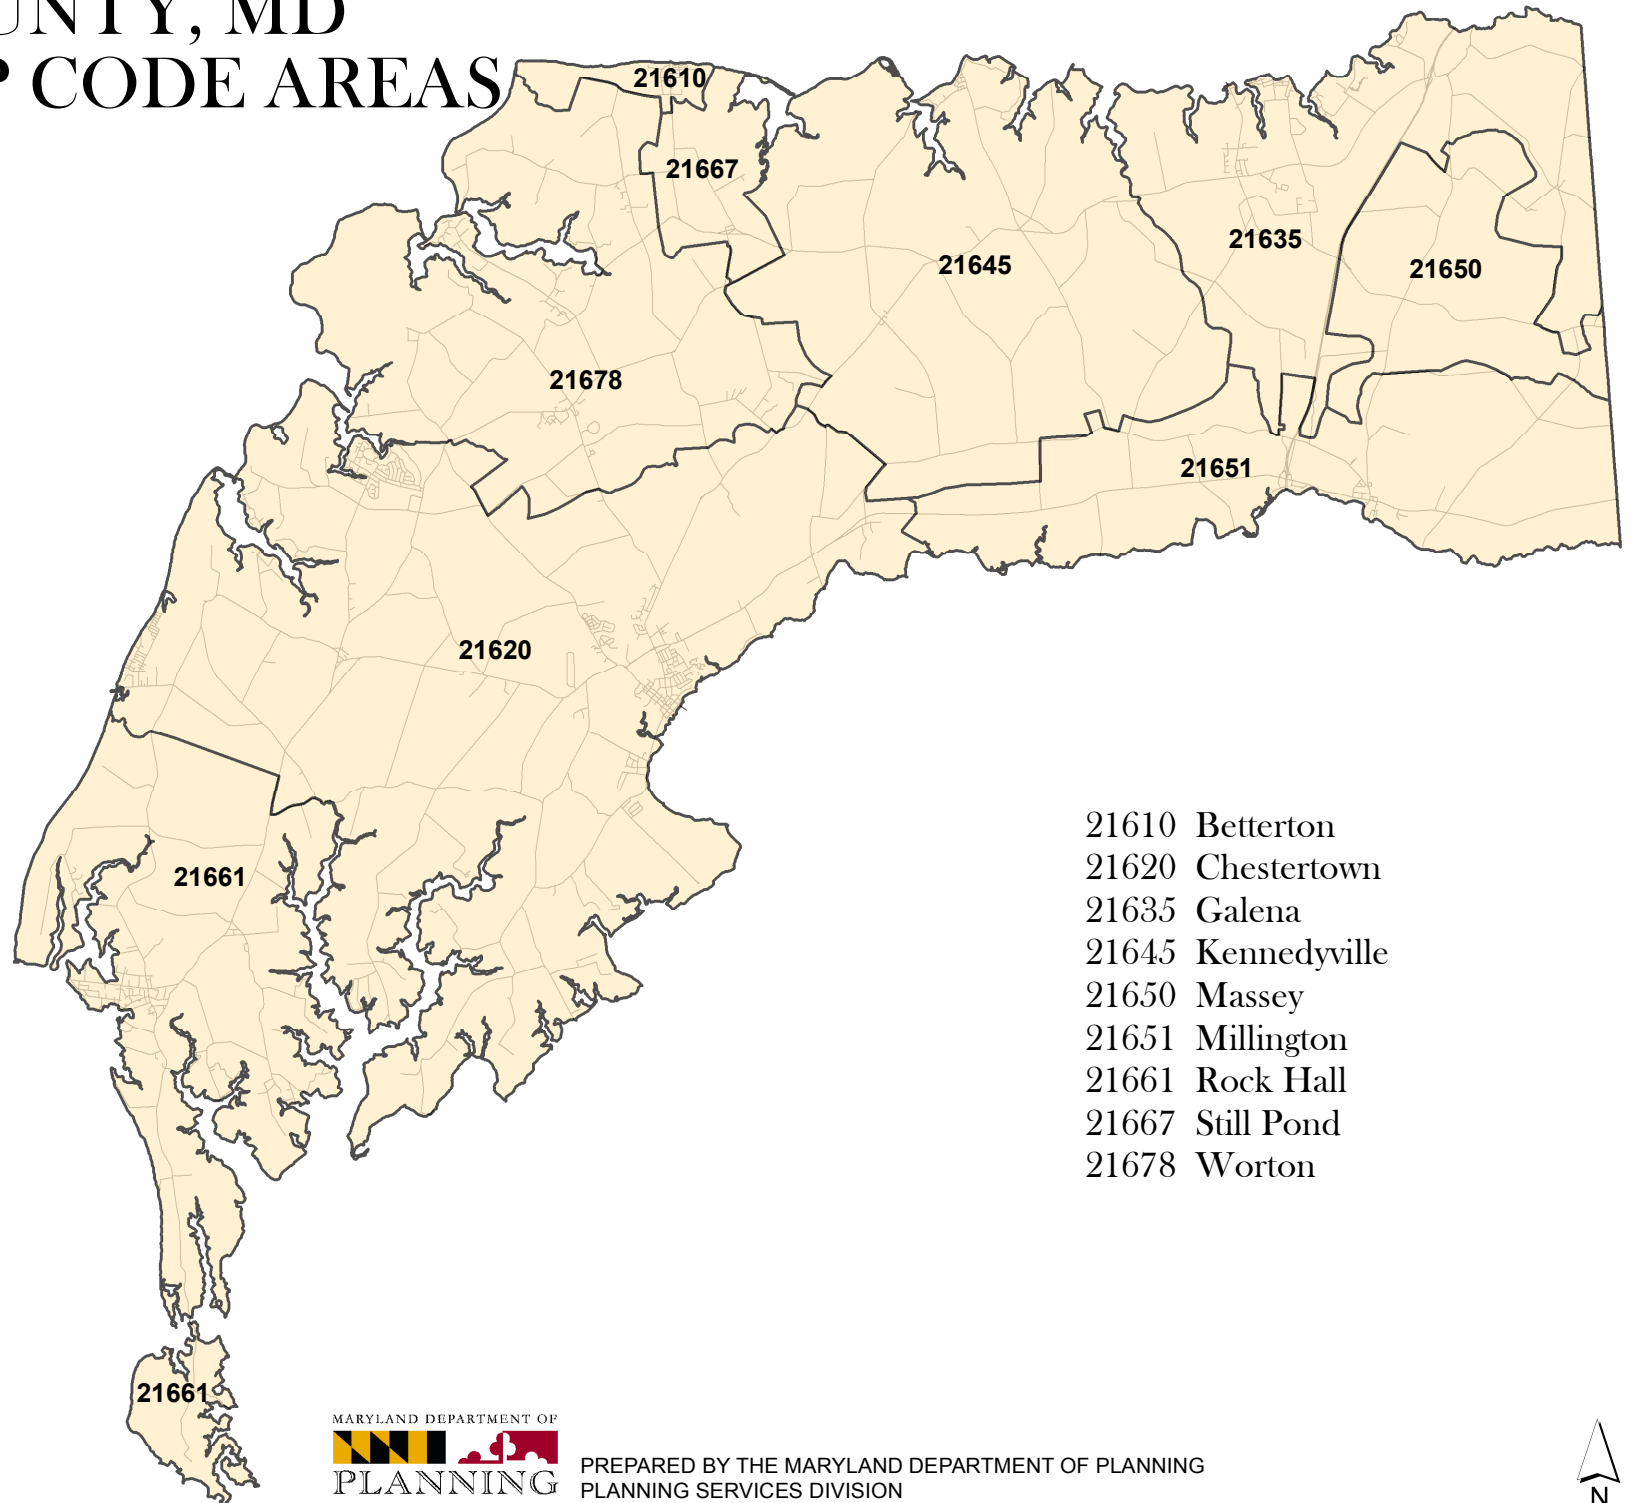 OUNTY, MD
P CODE AREAS
21610
21667
21635
21645
21650
21678
21651
21620
21661
21661
21610 Betterton
21620 Chestertown
21635 Galena
21645 Kennedyville
21650 Massey
21651 Millington
21661 Rock Hall
21667 Still Pond
21678 Worton
MARYLAND DEPARTMENT OF
PLANNING
PREPARED BY THE MARYLAND DEPARTMENT OF PLANNING
PLANNING SERVICES DIVISION
N